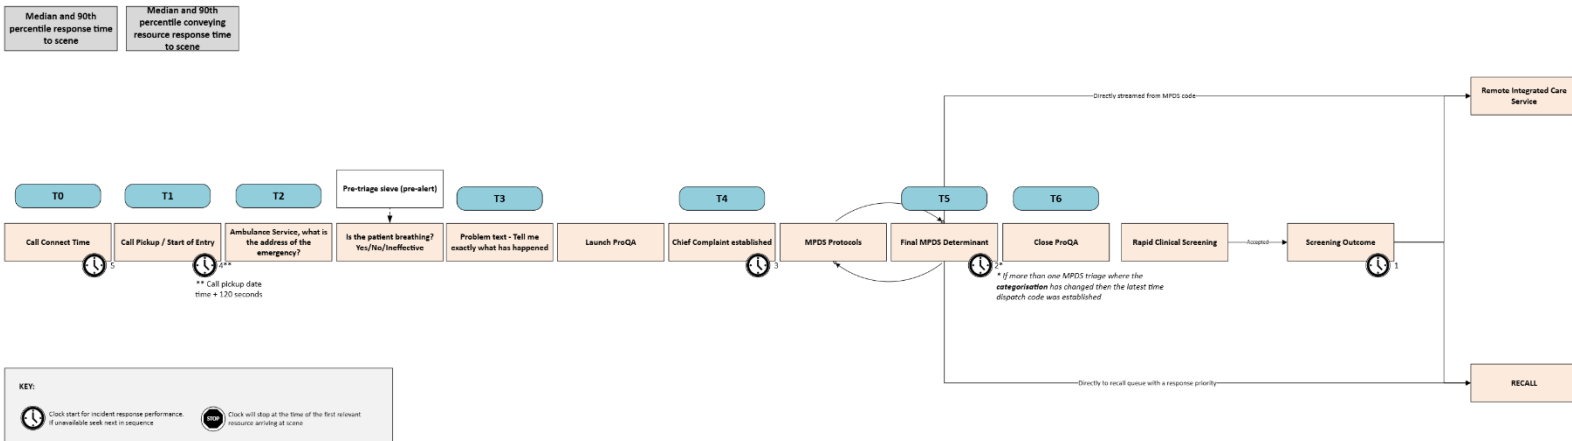 Median and 90th
percentile response time
to scene
Median and 90th
percentile conveying
resource response time
to scene
Directly streamed from MPDS code
Remote Integrated Care
Service
T0
T1
T2
Pre-triage sieve (pre-alert)
T3
T4
T5
T6
Call Connect Time
5
Call Pickup / Start of Entry
4**
** Call pickup date
time + 120 seconds
Ambulance Service, what is
the address of the
emergency?
Is the patient breathing?
Yes/No/Ineffective
Problem text - Tell me
exactly what has happened
Launch ProQA
Chief Complaint established
3
MPDS Protocols
Final MPDS Determinant
2*
Close ProQA
* If more than one MPDS triage where the
categorisation has changed then the latest time
dispatch code was established
Rapid Clinical Screening
Accepted
Screening Outcome
1
Directly to recall queue with a response priority
RECALL
KEY:
Clock start for incident response performance.
If unavailable seek next in sequence
STOP
Clock will stop at the time of the first relevant
resource arriving at scene